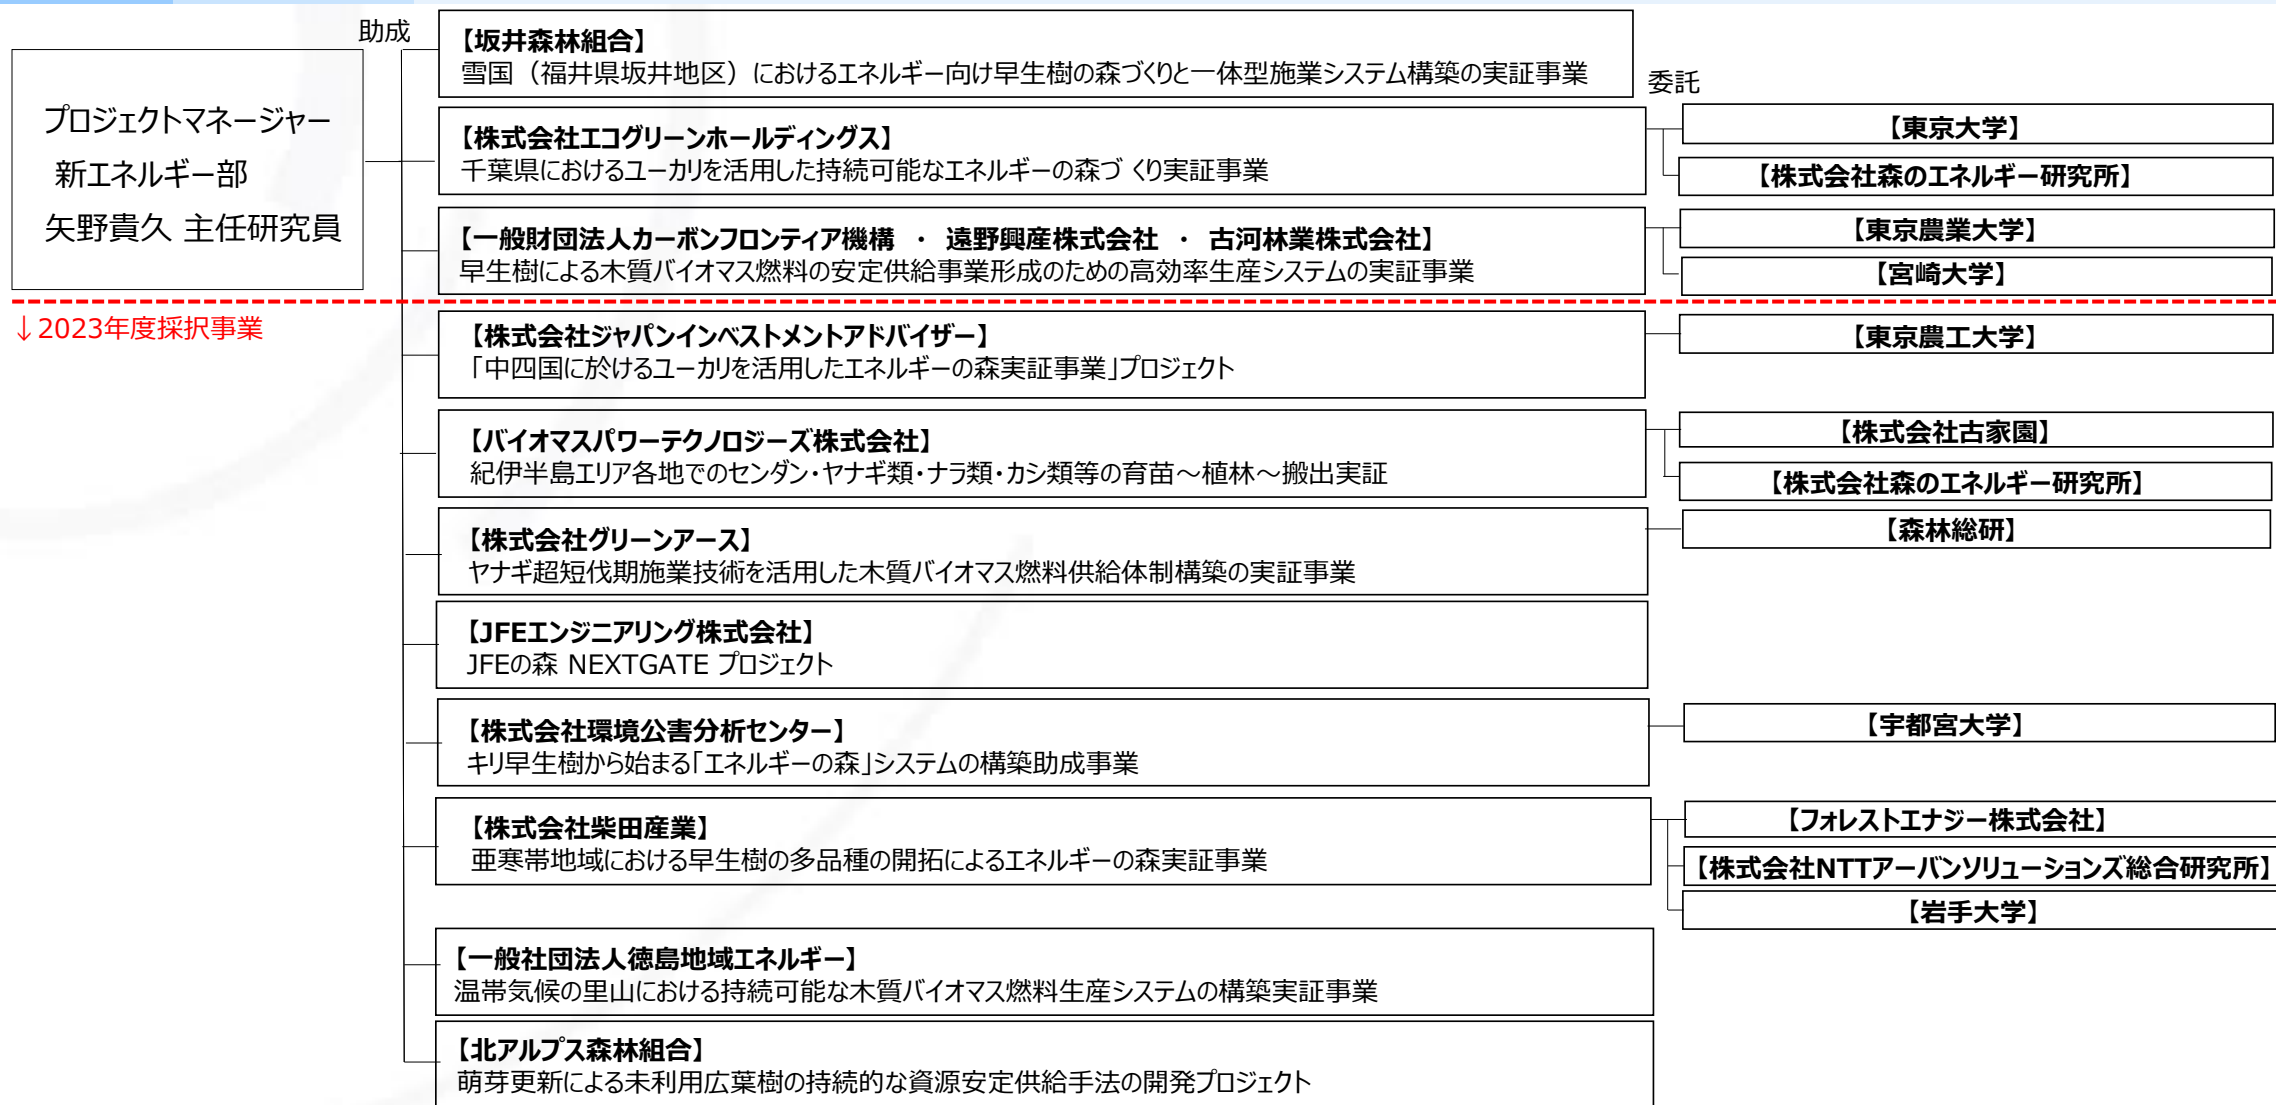 助成
プロジェクトマネージャー
新エネルギー部
矢野貴久 主任研究員
【坂井森林組合】
雪国（福井県坂井地区）におけるエネルギー向け早生樹の森づくりと一体型施業システム構築の実証事業
委託
【株式会社エコグリーンホールディングス】
千葉県におけるユーカリを活用した持続可能なエネルギーの森づ くり実証事業
【東京大学】
【株式会社森のエネルギー研究所】
【一般財団法人カーボンフロンティア機構 ・ 遠野興産株式会社 ・ 古河林業株式会社】
早生樹による木質バイオマス燃料の安定供給事業形成のための高効率生産システムの実証事業
【東京農業大学】
【宮崎大学】
↓2023年度採択事業
【株式会社ジャパンインベストメントアドバイザー】
「中四国に於けるユーカリを活用したエネルギーの森実証事業」プロジェクト
【東京農工大学】
【バイオマスパワーテクノロジーズ株式会社】
紀伊半島エリア各地でのセンダン・ヤナギ類・ナラ類・カシ類等の育苗～植林～搬出実証
【株式会社古家園】
【株式会社森のエネルギー研究所】
【株式会社グリーンアース】
ヤナギ超短伐期施業技術を活用した木質バイオマス燃料供給体制構築の実証事業
【森林総研】
【JFEエンジニアリング株式会社】
JFEの森 NEXTGATE プロジェクト
【株式会社環境公害分析センター】
キリ早生樹から始まる「エネルギーの森」システムの構築助成事業
【宇都宮大学】
【株式会社柴田産業】
亜寒帯地域における早生樹の多品種の開拓によるエネルギーの森実証事業
【フォレストエナジー株式会社】
【株式会社NTTアーバンソリューションズ総合研究所】
【岩手大学】
【一般社団法人徳島地域エネルギー】
温帯気候の里山における持続可能な木質バイオマス燃料生産システムの構築実証事業
【北アルプス森林組合】
萌芽更新による未利用広葉樹の持続的な資源安定供給手法の開発プロジェクト